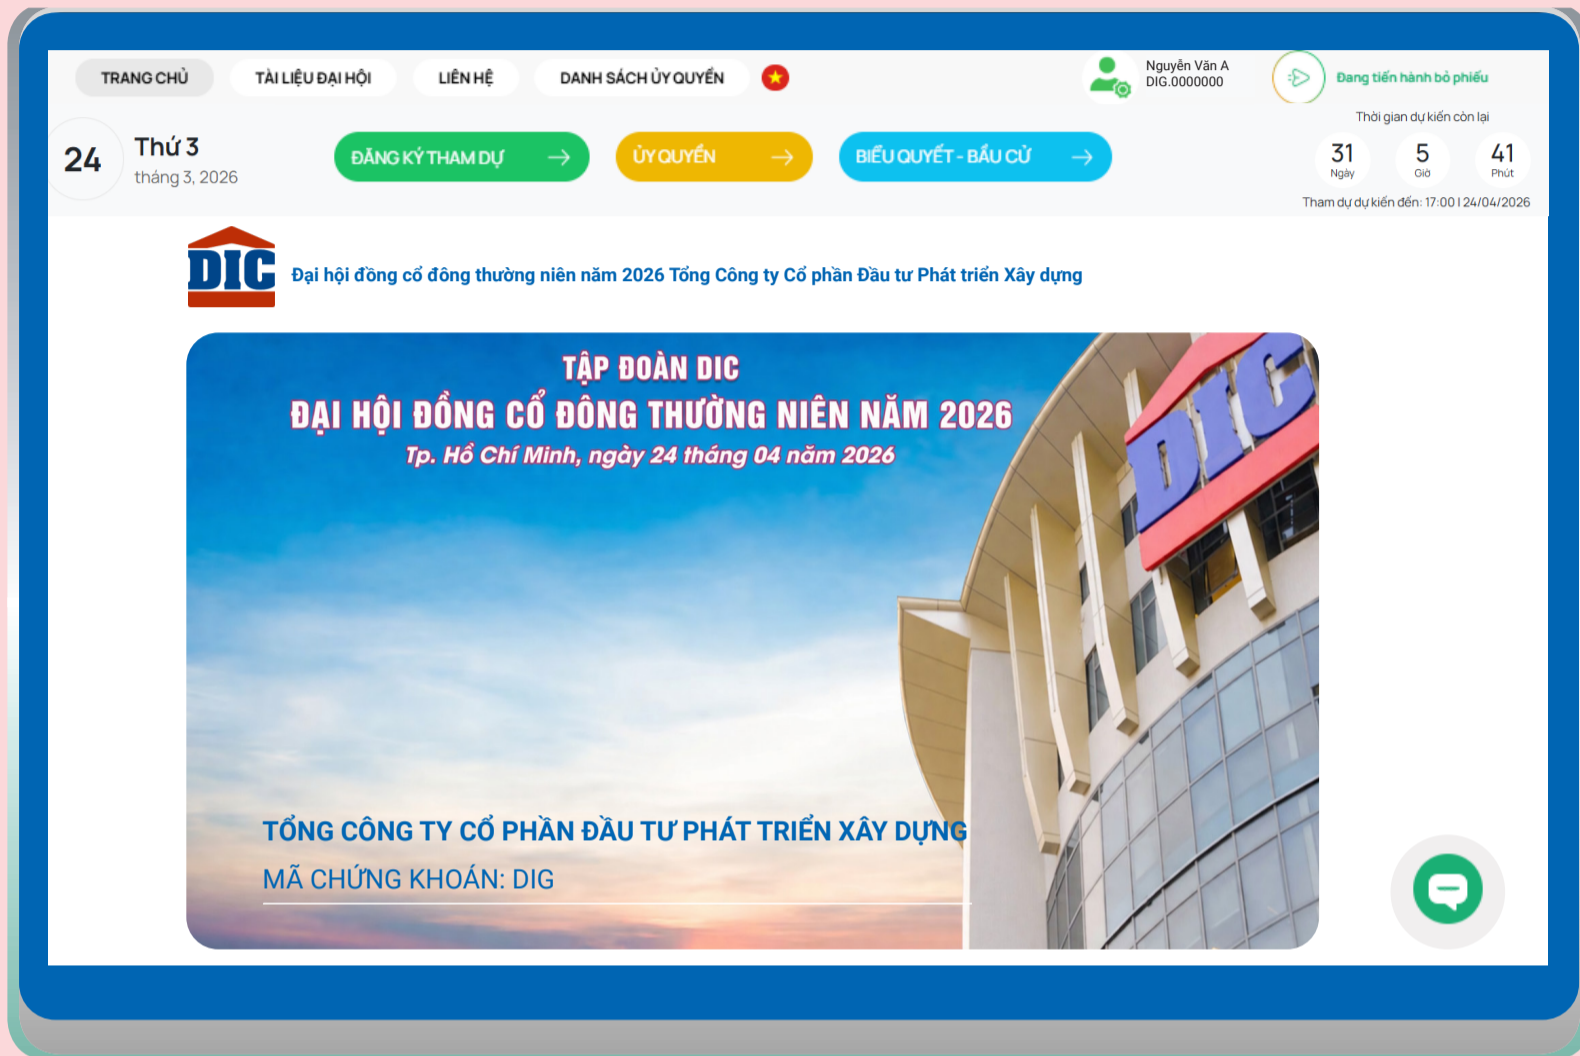 TRANG CHỦ
TÀI LIỆU ĐẠI HỘI
LIÊN HỆ
DANH SÁCH ỦY QUYỀN
Nguyễn Văn A
DIG.0000000
Đang tiến hành bỏ phiếu
24
Thứ 3
tháng 3, 2026
ĐĂNG KÝ THAM DỰ
ỦY QUYỀN
BIỂU QUYẾT - BẦU CỬ
Thời gian dự kiến còn lại
31 5 41
Ngày Giờ Phút
Tham dự dự kiến đến: 17:00 | 24/04/2026
DIC
Đại hội đồng cổ đông thường niên năm 2026 Tổng Công ty Cổ phần Đầu tư Phát triển Xây dựng
TẬP ĐOÀN DIC
ĐẠI HỘI ĐỒNG CỔ ĐÔNG THƯỜNG NIÊN NĂM 2026
Tp. Hồ Chí Minh, ngày 24 tháng 04 năm 2026
DIC
TỔNG CÔNG TY CỔ PHẦN ĐẦU TƯ PHÁT TRIỂN XÂY DỰNG
MÃ CHỨNG KHOÁN: DIG